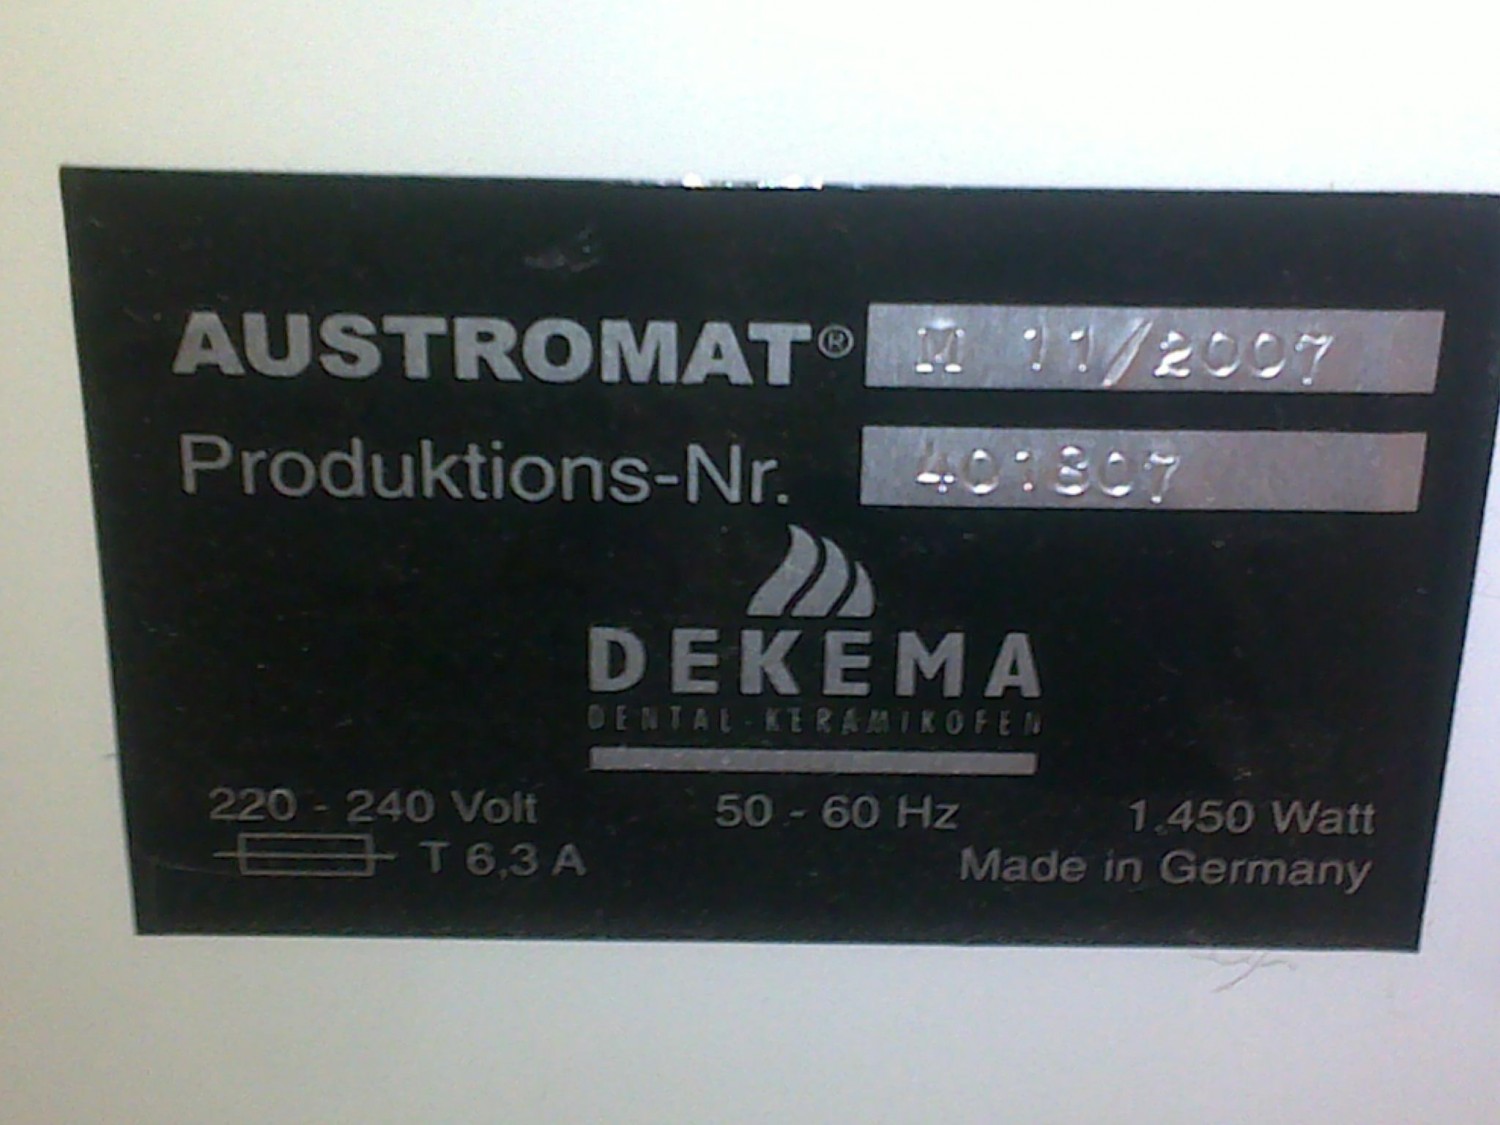 AUSTROMAT® M 11/2007
Produktions-Nr. 401807
DEKEMA
DENTAL-KERAMIKOFEN
220 - 240 Volt 50 - 60 Hz 1.450 Watt
T 6,3 A Made in Germany